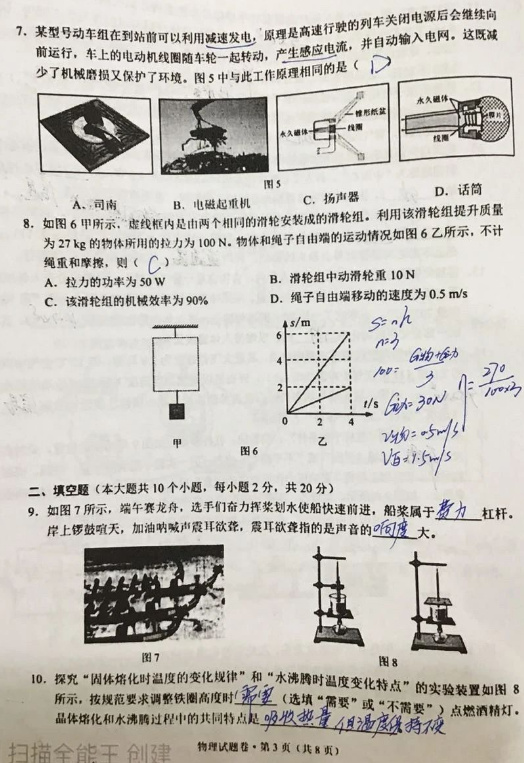 7. 某型号动车组在到站前可以利用减速发电，原理是高速行驶的列车关闭电源后会继续向
前运行，车上的电动机线圈随车轮一起转动，产生感应电流，并自动输入电网。这既减
少了机械磨损又保护了环境。图5中与此工作原理相同的是（ D ）
永久磁体 锥形纸盆 线圈
永久磁体 膜片 线圈
图5
A. 司南 B. 电磁起重机 C. 扬声器 D. 话筒
8. 如图6甲所示，虚线框内是由两个相同的滑轮安装成的滑轮组。利用该滑轮组提升质量
为27 kg的物体所用的拉力为100 N。物体和绳子自由端的运动情况如图6乙所示，不计
绳重和摩擦，则（ C ）
A. 拉力的功率为50 W B. 滑轮组中动滑轮重10 N
C. 该滑轮组的机械效率为90% D. 绳子自由端移动的速度为0.5 m/s
s/m
6
4
2
0 2 4 t/s
甲 乙
图6
S=nh
n=3
100=G物+G动/3
G动=30N
η=270/100×3
V物=0.5m/s
V自=1.5m/s
二、填空题（本大题共10个小题，每小题2分，共20分）
9. 如图7所示，端午赛龙舟，选手们奋力挥桨划水使船快速前进，船桨属于费力杠杆。
岸上锣鼓喧天，加油呐喊声震耳欲聋，震耳欲聋指的是声音的响度大。
图7 图8
10. 探究“固体熔化时温度的变化规律”和“水沸腾时温度变化特点”的实验装置如图8
所示，按规范要求调整铁圈高度时需要（选填“需要”或“不需要”）点燃酒精灯。
晶体熔化和水沸腾过程中的共同特点是吸收热量但温度保持不变
物理试题卷·第3页（共8页）
扫描全能王 创建